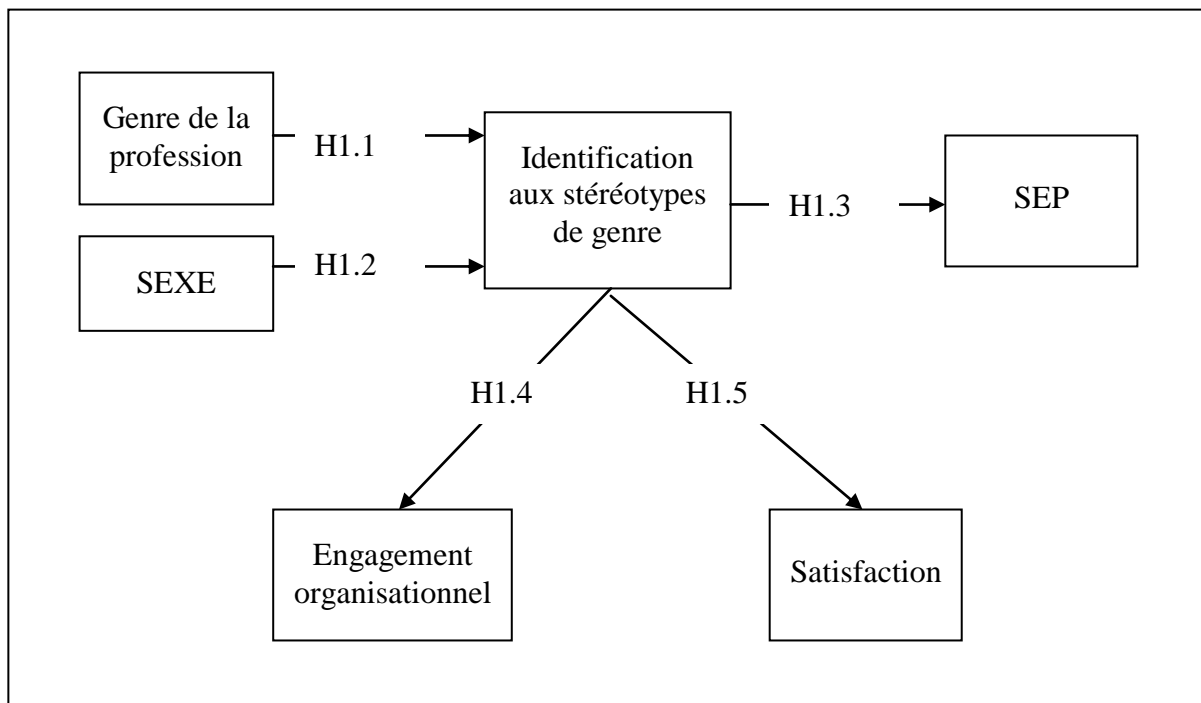 Genre de la
profession
H1.1
SEXE
H1.2
Identification
aux stéréotypes
de genre
H1.3
SEP
H1.4
H1.5
Engagement
organisationnel
Satisfaction